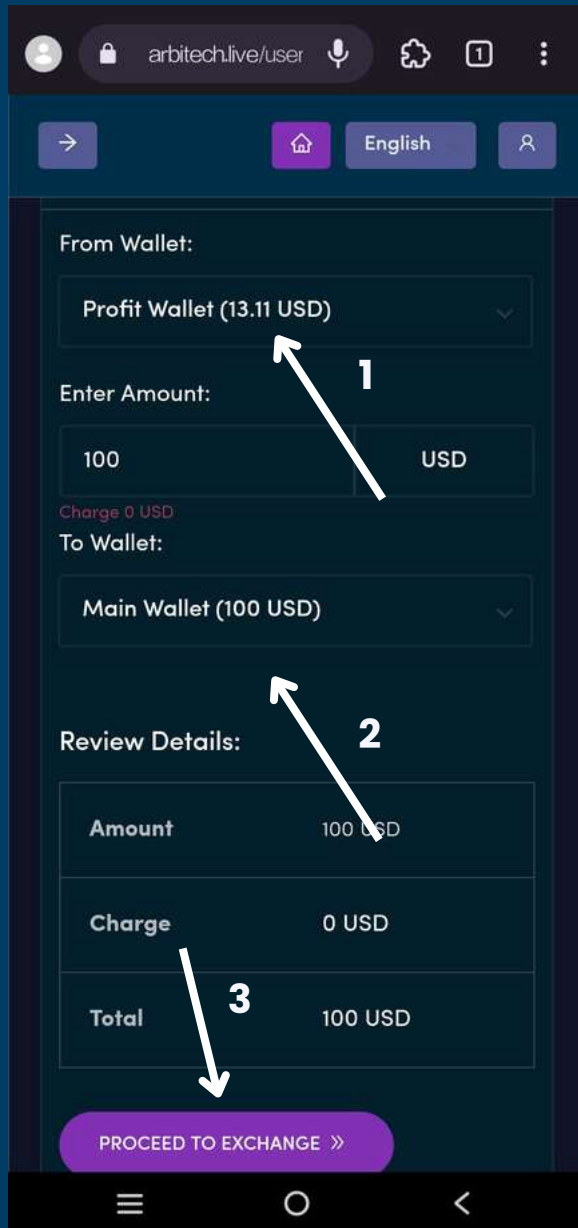 arbitech.live/user
1
English
From Wallet:
Profit Wallet (13.11 USD)
1
Enter Amount:
100 USD
Charge 0 USD
To Wallet:
Main Wallet (100 USD)
2
Review Details:
Amount 100 USD
Charge 0 USD
3
Total 100 USD
PROCEED TO EXCHANGE »